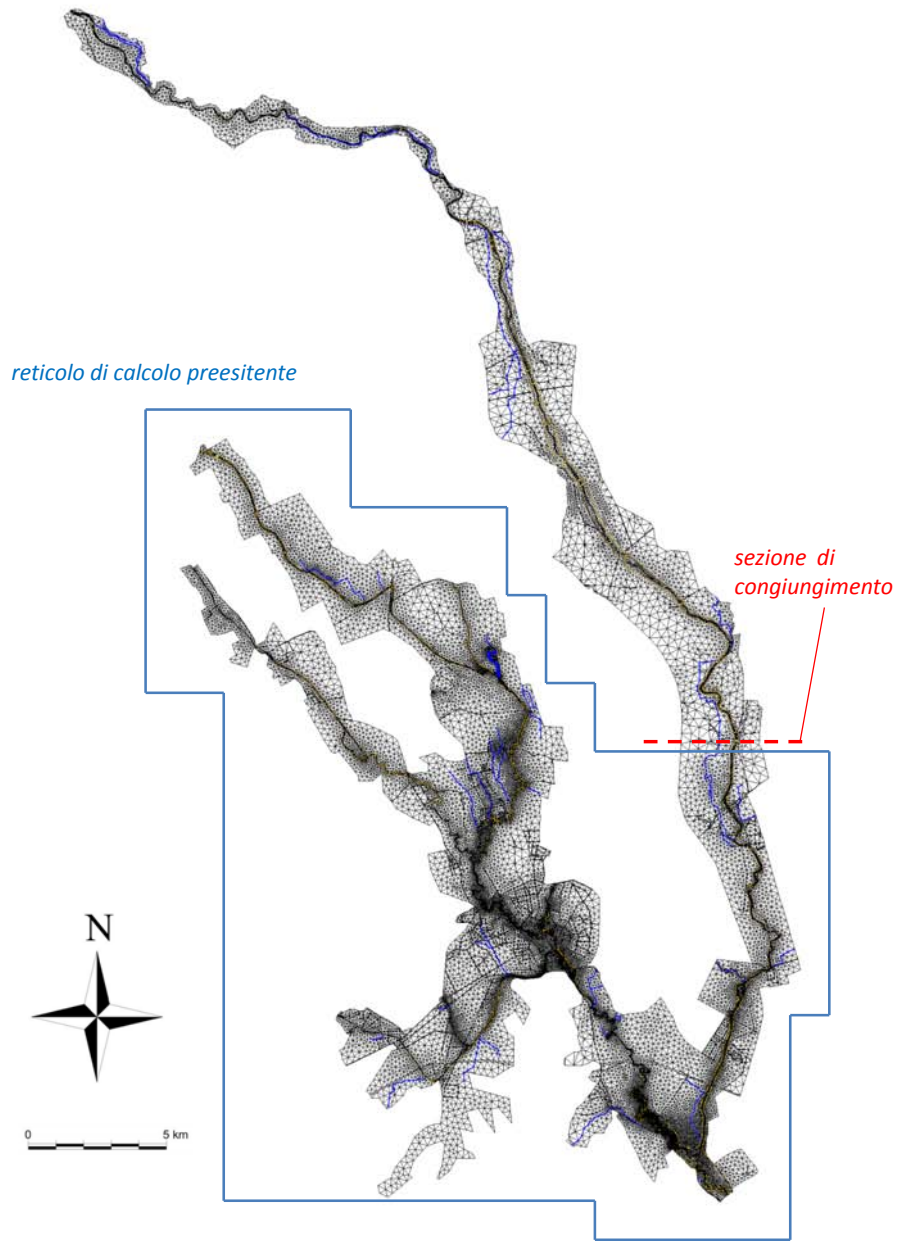 reticolo di calcolo preesitente
sezione di
congiungimento
N
0 5 km